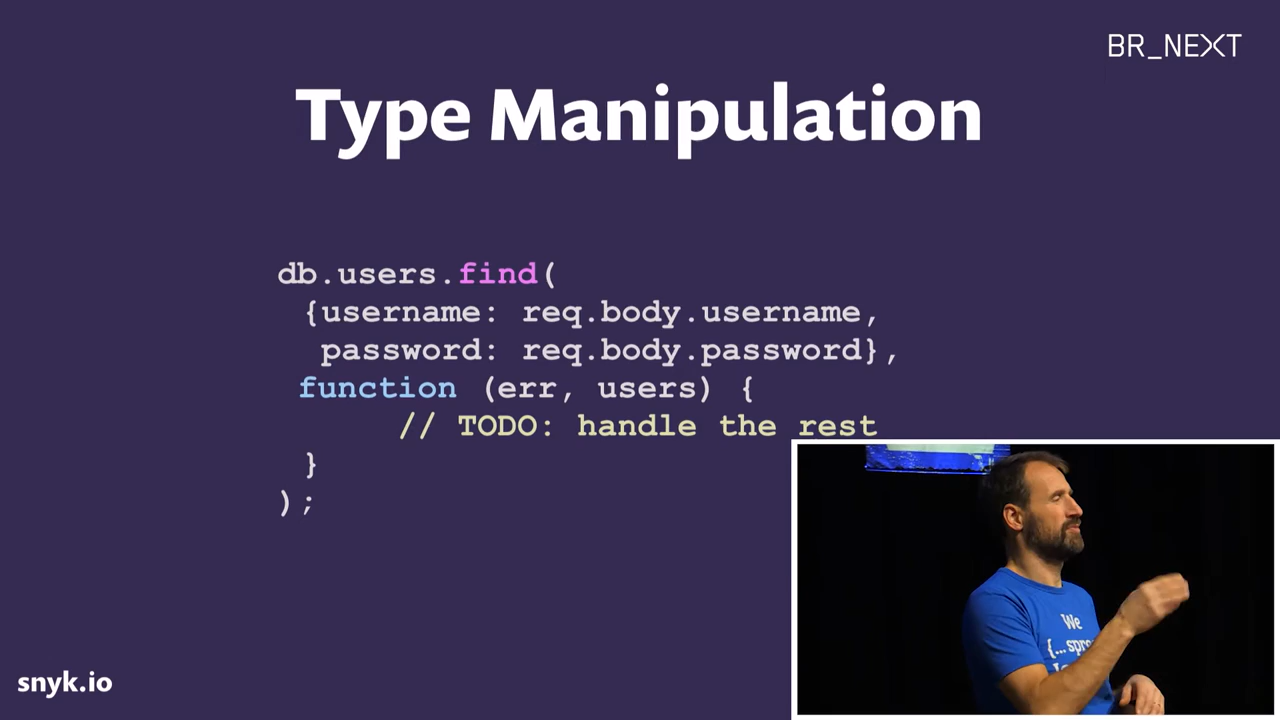 BR_NEXT
Type Manipulation
db.users.find(
{username: req.body.username,
password: req.body.password},
function (err, users) {
// TODO: handle the rest
}
);
We
{...spre
snyk.io